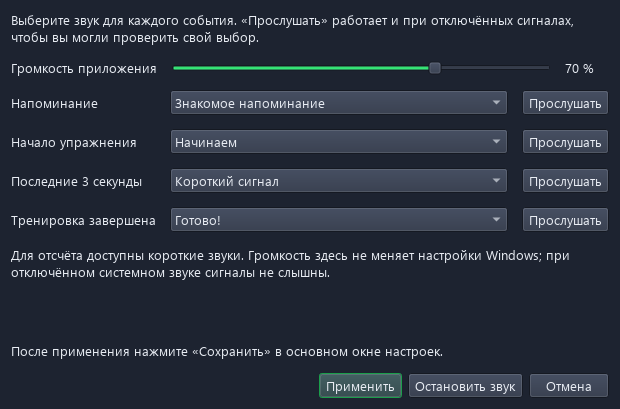 Выберите звук для каждого события. «Прослушать» работает и при отключённых сигналах,
чтобы вы могли проверить свой выбор.
Громкость приложения 70 %
Напоминание Знакомое напоминание Прослушать
Начало упражнения Начинаем Прослушать
Последние 3 секунды Короткий сигнал Прослушать
Тренировка завершена Готово! Прослушать
Для отсчёта доступны короткие звуки. Громкость здесь не меняет настройки Windows; при
отключённом системном звуке сигналы не слышны.
После применения нажмите «Сохранить» в основном окне настроек.
Применить Остановить звук Отмена